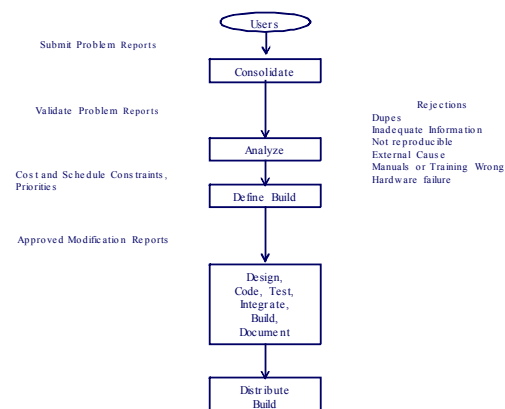 Users
Submit Problem Reports
Consolidate
Validate Problem Reports
Rejections
Dupes
Inadequate Information
Not reproducible
External Cause
Manuals or Training Wrong
Hardware failure
Analyze
Cost and Schedule Constraints,
Priorities
Define Build
Approved Modification Reports
Design,
Code, Test,
Integrate,
Build,
Document
Distribute
Build